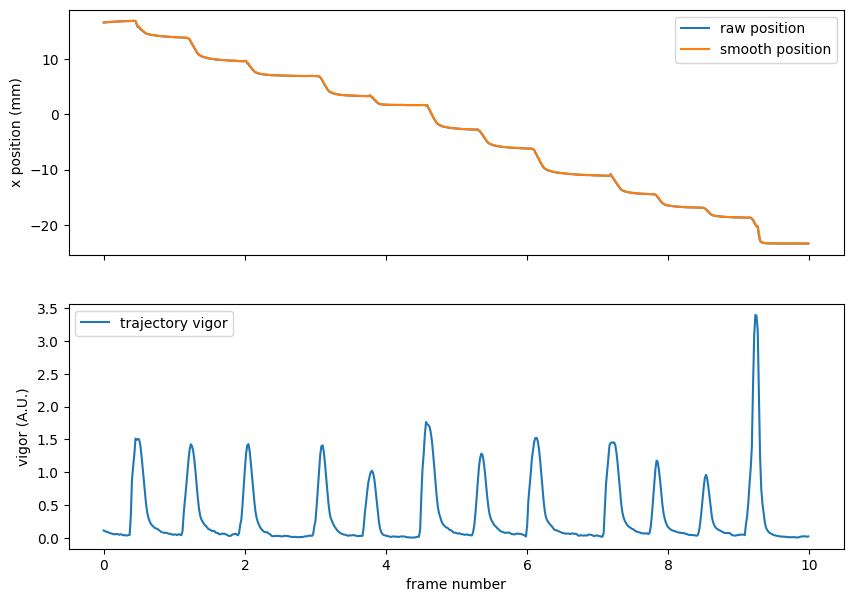 raw position
smooth position
x position (mm)
10
0
−10
−20
trajectory vigor
vigor (A.U.)
3.5
3.0
2.5
2.0
1.5
1.0
0.5
0.0
0 2 4 6 8 10
frame number